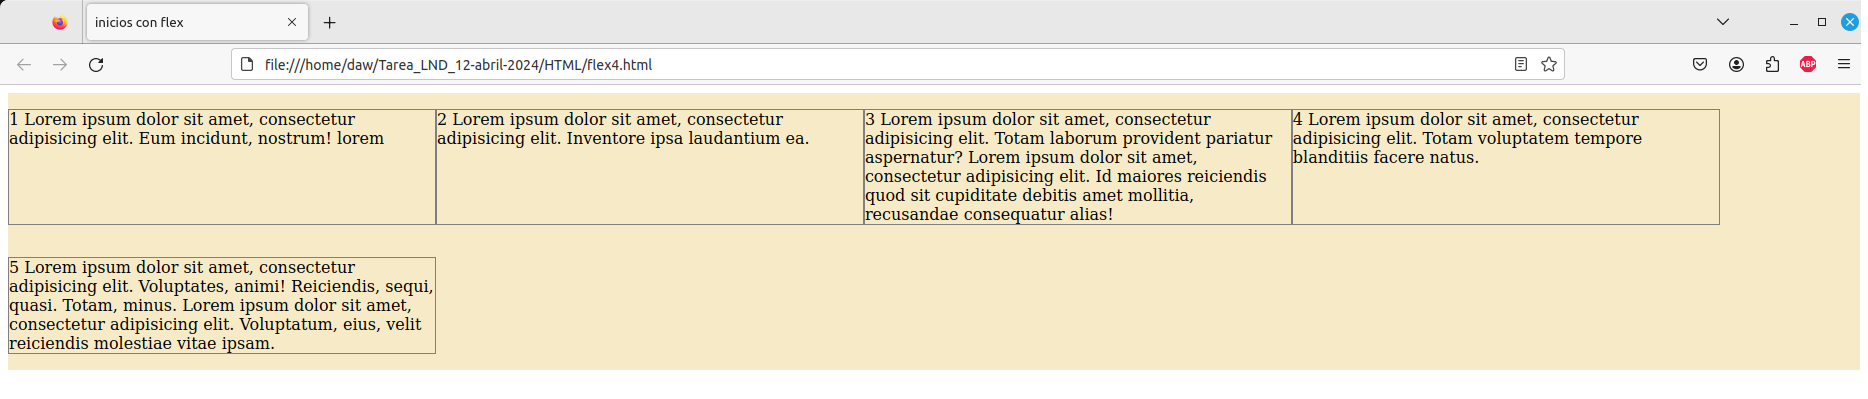 inicios con flex
file:///home/daw/Tarea_LND_12-abril-2024/HTML/flex4.html
ABP
1 Lorem ipsum dolor sit amet, consectetur
adipisicing elit. Eum incidunt, nostrum! lorem
2 Lorem ipsum dolor sit amet, consectetur
adipisicing elit. Inventore ipsa laudantium ea.
3 Lorem ipsum dolor sit amet, consectetur
adipisicing elit. Totam laborum provident pariatur
aspernatur? Lorem ipsum dolor sit amet,
consectetur adipisicing elit. Id maiores reiciendis
quod sit cupiditate debitis amet mollitia,
recusandae consequatur alias!
4 Lorem ipsum dolor sit amet, consectetur
adipisicing elit. Totam voluptatem tempore
blanditiis facere natus.
5 Lorem ipsum dolor sit amet, consectetur
adipisicing elit. Voluptates, animi! Reiciendis, sequi,
quasi. Totam, minus. Lorem ipsum dolor sit amet,
consectetur adipisicing elit. Voluptatum, eius, velit
reiciendis molestiae vitae ipsam.